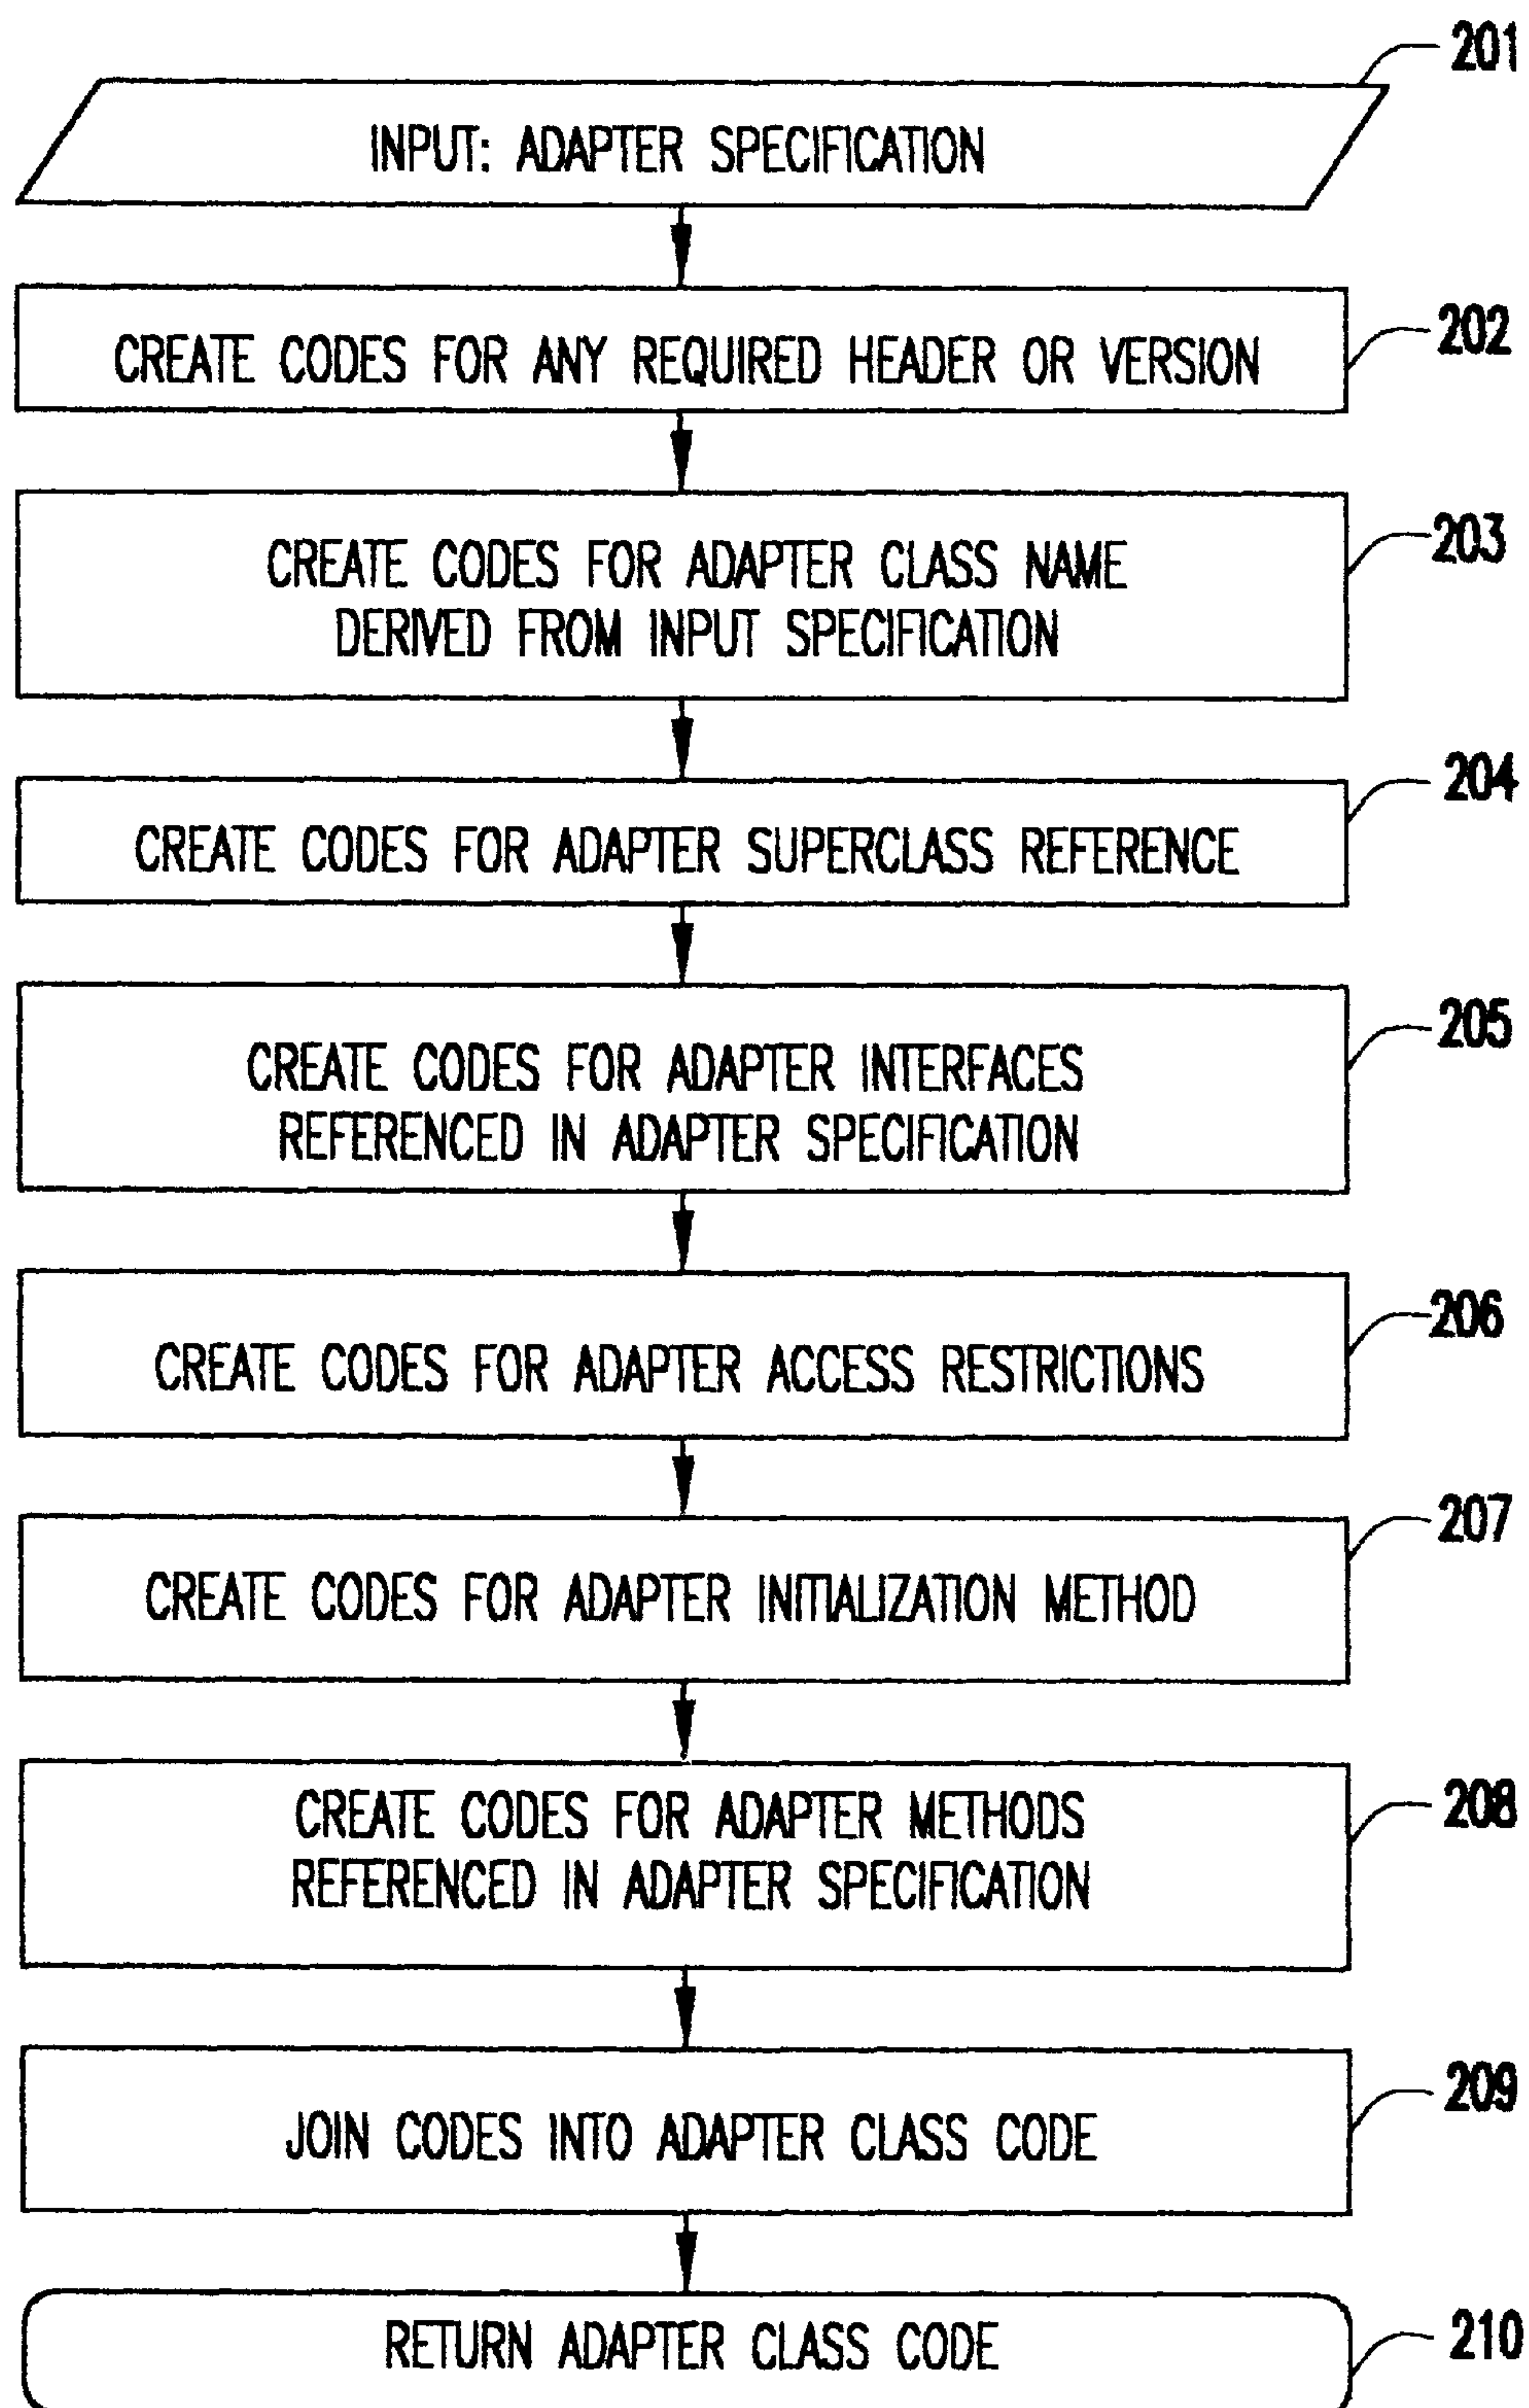 201
INPUT: ADAPTER SPECIFICATION
202
CREATE CODES FOR ANY REQUIRED HEADER OR VERSION
203
CREATE CODES FOR ADAPTER CLASS NAME
DERIVED FROM INPUT SPECIFICATION
204
CREATE CODES FOR ADAPTER SUPERCLASS REFERENCE
205
CREATE CODES FOR ADAPTER INTERFACES
REFERENCED IN ADAPTER SPECIFICATION
206
CREATE CODES FOR ADAPTER ACCESS RESTRICTIONS
207
CREATE CODES FOR ADAPTER INITIALIZATION METHOD
208
CREATE CODES FOR ADAPTER METHODS
REFERENCED IN ADAPTER SPECIFICATION
209
JOIN CODES INTO ADAPTER CLASS CODE
210
RETURN ADAPTER CLASS CODE